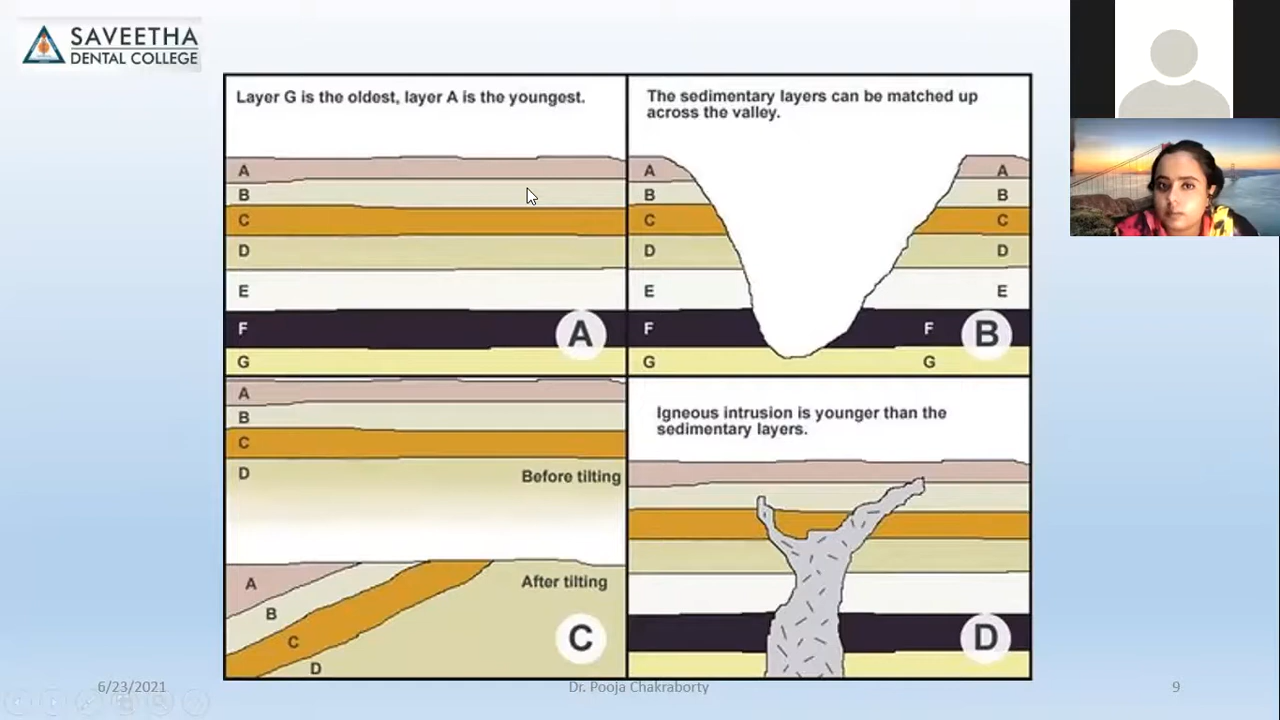 SAVEETHA
DENTAL COLLEGE
Layer G is the oldest, layer A is the youngest.
A
B
C
D
E
F
G
A
The sedimentary layers can be matched up
across the valley.
A A
B B
C C
D D
E E
F F
G G
B
A
B
C
D
Before tilting
After tilting
A
B
C
D
C
Igneous intrusion is younger than the
sedimentary layers.
D
6/23/2021
Dr. Pooja Chakraborty
9